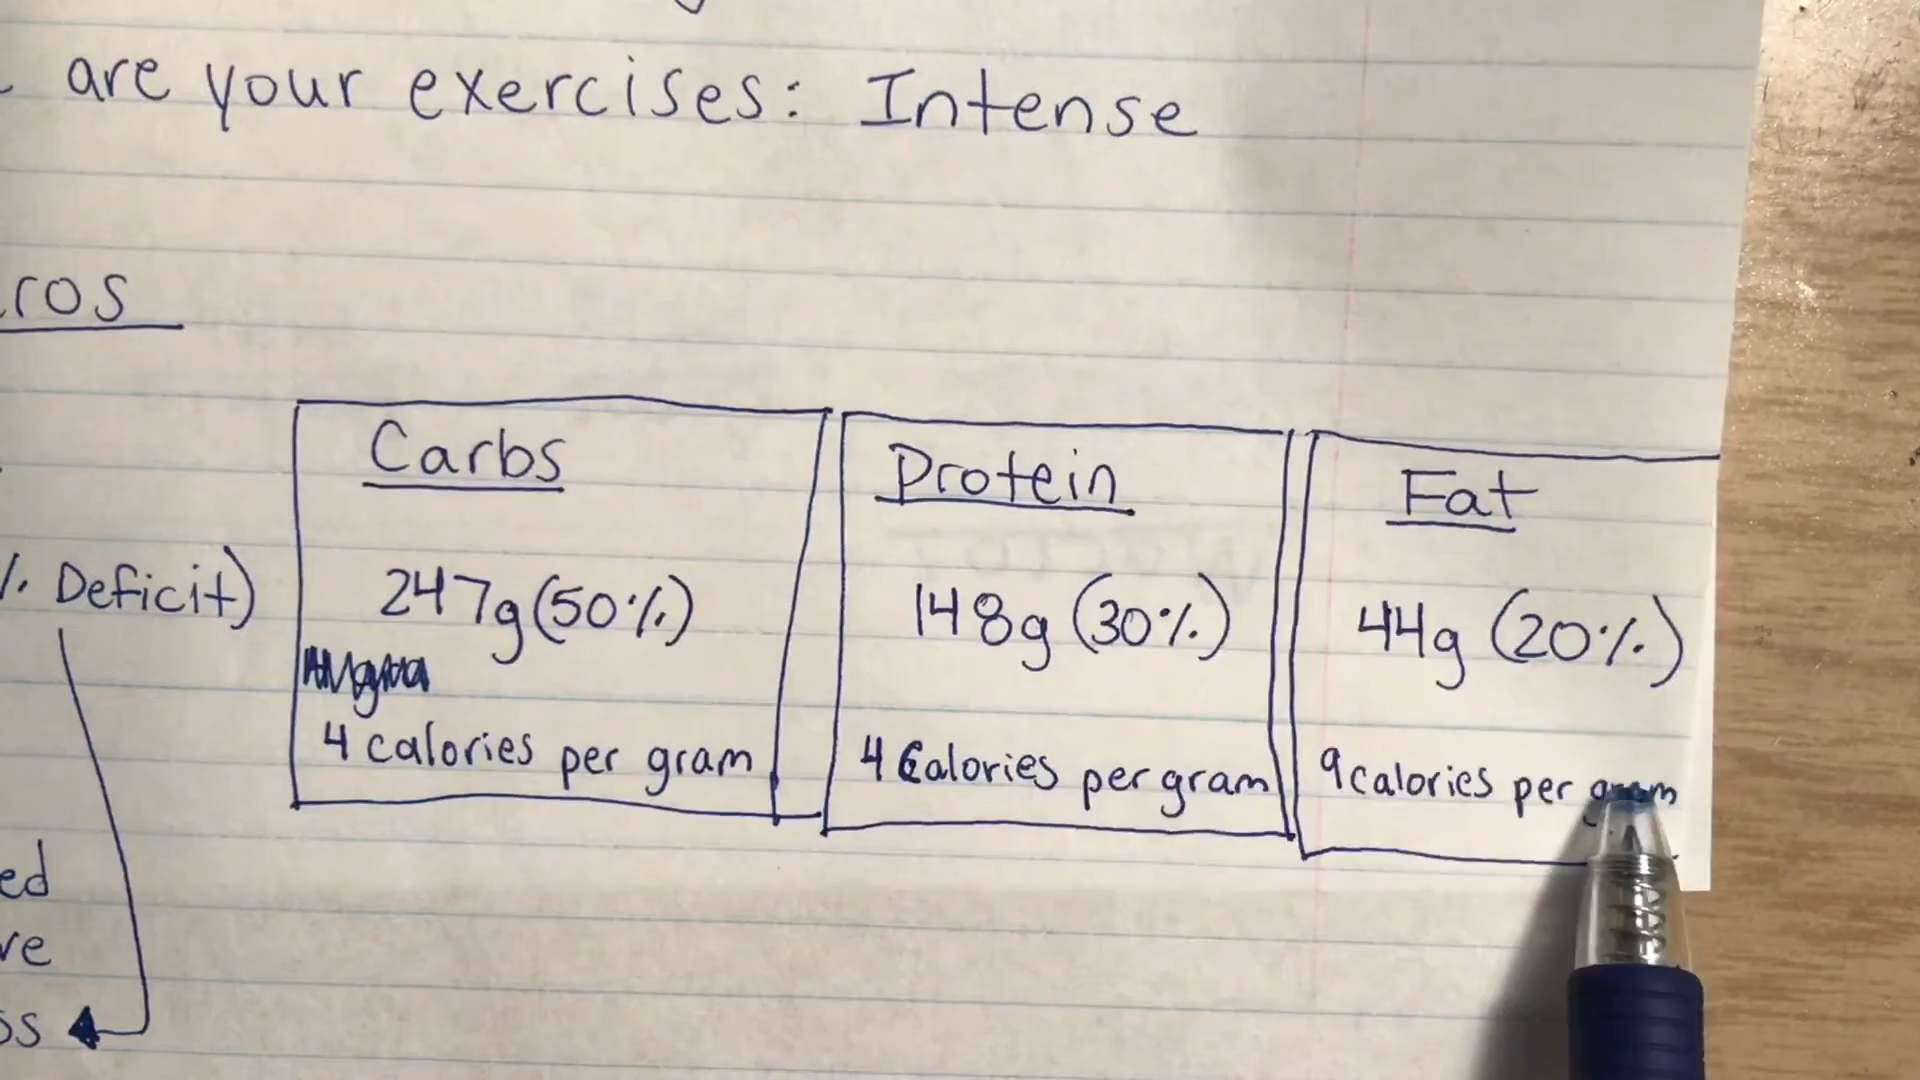 are your exercises: Intense
ros
Carbs
Protein
Fat
%. Deficit)
247g (50%)
148g (30%)
44g (20%)
4 calories per gram
4 Calories per gram
9 calories per gram
ed
re
ss